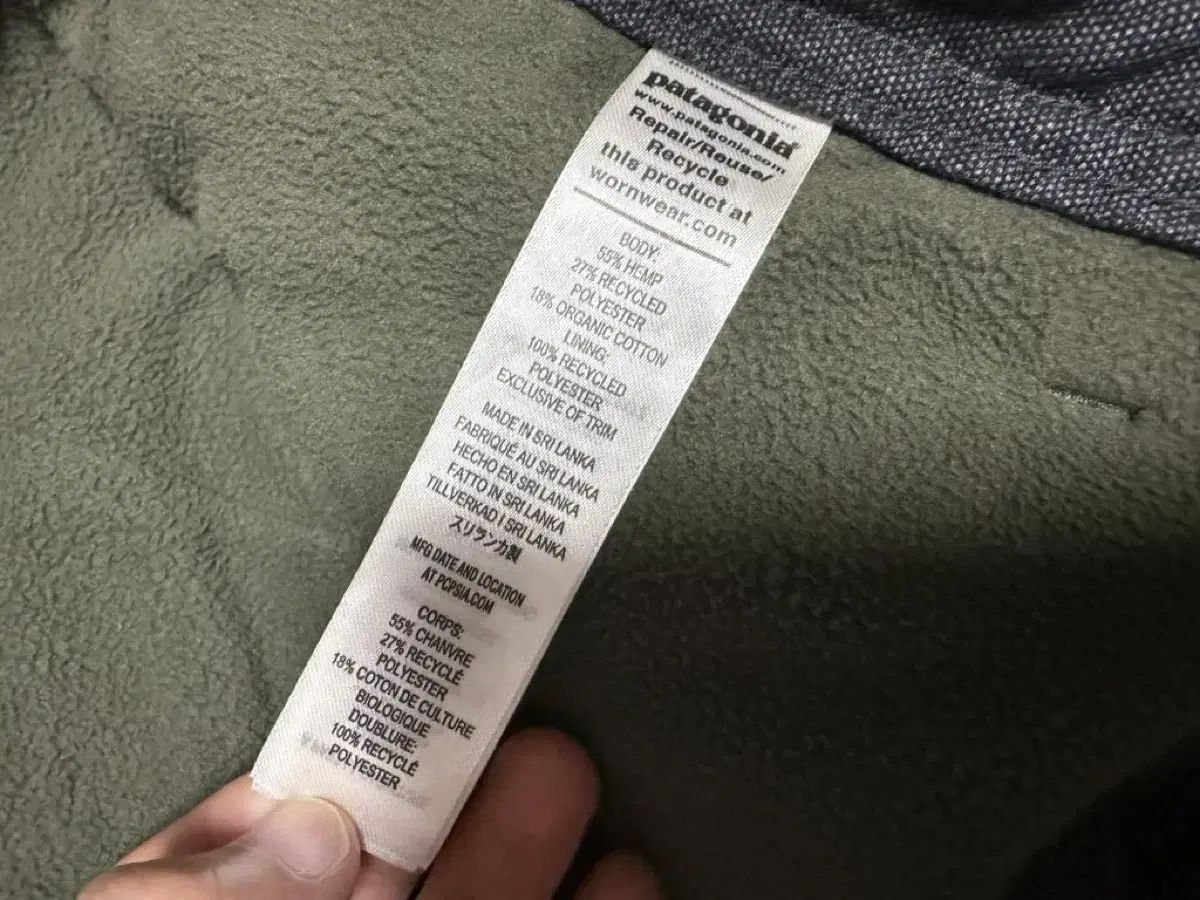 patagonia®
www.patagonia.com
Repair/Reuse/
Recycle
this product at
wornwear.com
BODY:
55% HEMP
27% RECYCLED
POLYESTER
18% ORGANIC COTTON
LINING:
100% RECYCLED
POLYESTER
EXCLUSIVE OF TRIM
MADE IN SRI LANKA
FABRIQUÉ AU SRI LANKA
HECHO EN SRI LANKA
FATTO IN SRI LANKA
TILLVERKAD I SRI LANKA
スリランカ製
MFG DATE AND LOCATION
AT PCPSIA.COM
CORPS:
55% CHANVRE
27% RECYCLÉ
POLYESTER
18% COTON DE CULTURE
BIOLOGIQUE
DOUBLURE:
100% RECYCLÉ
POLYESTER